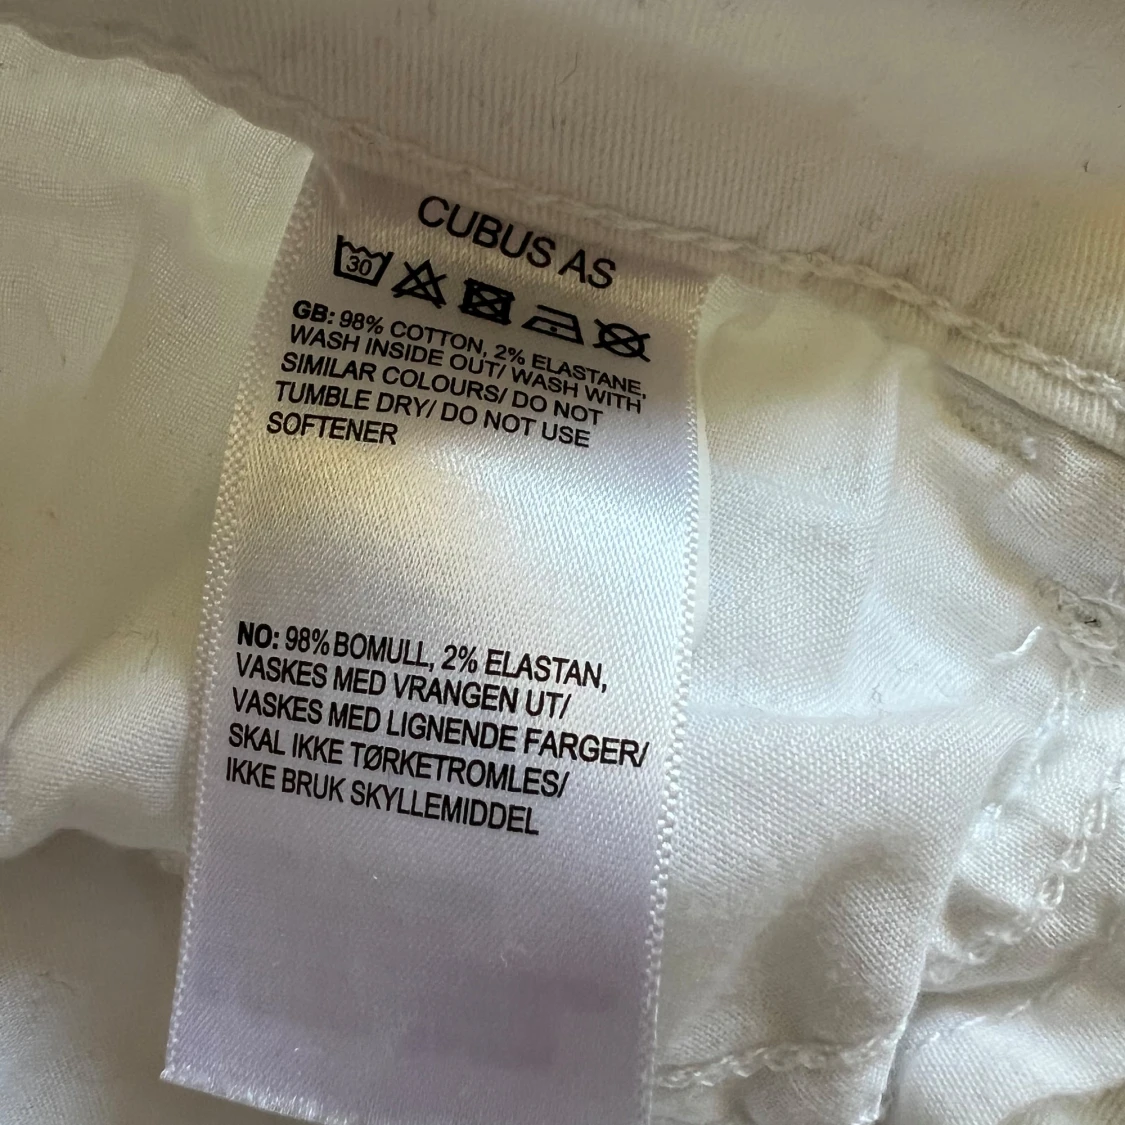 CUBUS AS
30
GB: 98% COTTON, 2% ELASTANE,
WASH INSIDE OUT/ WASH WITH
SIMILAR COLOURS/ DO NOT
TUMBLE DRY/ DO NOT USE
SOFTENER
NO: 98% BOMULL, 2% ELASTAN,
VASKES MED VRANGEN UT/
VASKES MED LIGNENDE FARGER/
SKAL IKKE TØRKETROMLES/
IKKE BRUK SKYLLEMIDDEL